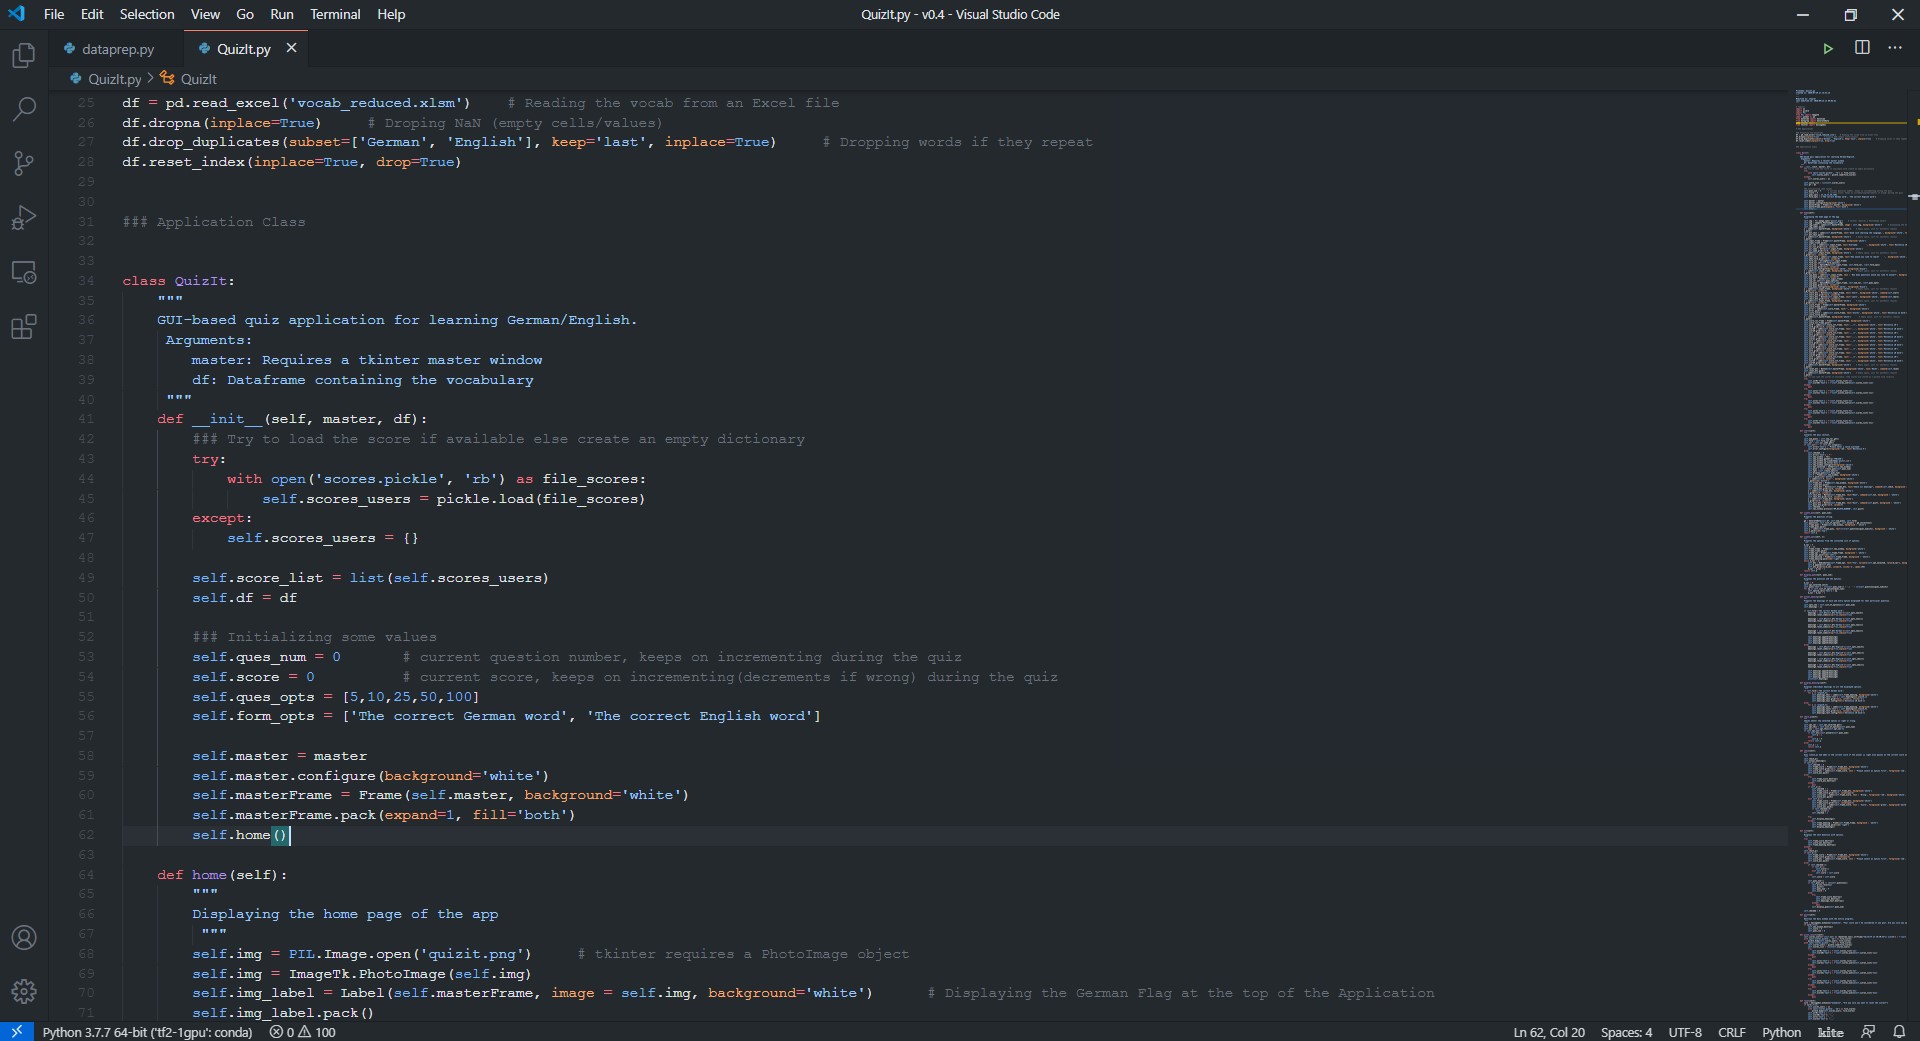 File Edit Selection View Go Run Terminal Help QuizIt.py - v0.4 - Visual Studio Code
dataprep.py QuizIt.py
QuizIt.py > QuizIt
25 df = pd.read_excel('vocab_reduced.xlsm') # Reading the vocab from an Excel file
26 df.dropna(inplace=True) # Droping NaN (empty cells/values)
27 df.drop_duplicates(subset=['German', 'English'], keep='last', inplace=True) # Dropping words if they repeat
28 df.reset_index(inplace=True, drop=True)
29
30
31 ### Application Class
32
33
34 class QuizIt:
35 """
36 GUI-based quiz application for learning German/English.
37 Arguments:
38 master: Requires a tkinter master window
39 df: Dataframe containing the vocabulary
40 """
41 def __init__(self, master, df):
42 ### Try to load the score if available else create an empty dictionary
43 try:
44 with open('scores.pickle', 'rb') as file_scores:
45 self.scores_users = pickle.load(file_scores)
46 except:
47 self.scores_users = {}
48
49 self.score_list = list(self.scores_users)
50 self.df = df
51
52 ### Initializing some values
53 self.ques_num = 0 # current question number, keeps on incrementing during the quiz
54 self.score = 0 # current score, keeps on incrementing(decrements if wrong) during the quiz
55 self.ques_opts = [5,10,25,50,100]
56 self.form_opts = ['The correct German word', 'The correct English word']
57
58 self.master = master
59 self.master.configure(background='white')
60 self.masterFrame = Frame(self.master, background='white')
61 self.masterFrame.pack(expand=1, fill='both')
62 self.home()
63
64 def home(self):
65 """
66 Displaying the home page of the app
67 """
68 self.img = PIL.Image.open('quizit.png') # tkinter requires a PhotoImage object
69 self.img = ImageTk.PhotoImage(self.img)
70 self.img_label = Label(self.masterFrame, image = self.img, background='white') # Displaying the German Flag at the top of the Application
71 self.img_label.pack()
Python 3.7.7 64-bit ('tf2-1gpu': conda) 0 100 Ln 62, Col 20 Spaces: 4 UTF-8 CRLF Python kite